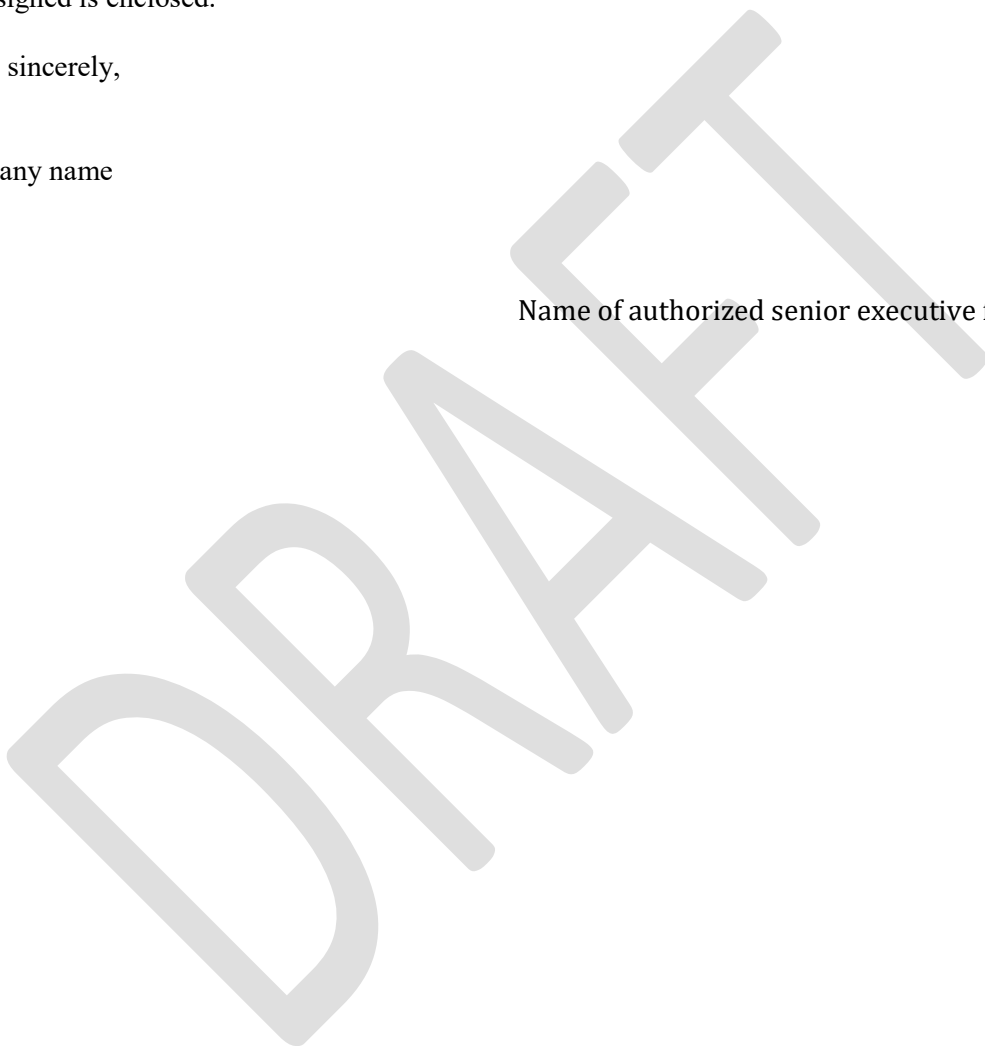 signed is enclosed.
sincerely,
any name
Name of authorized senior executive
DRAFT